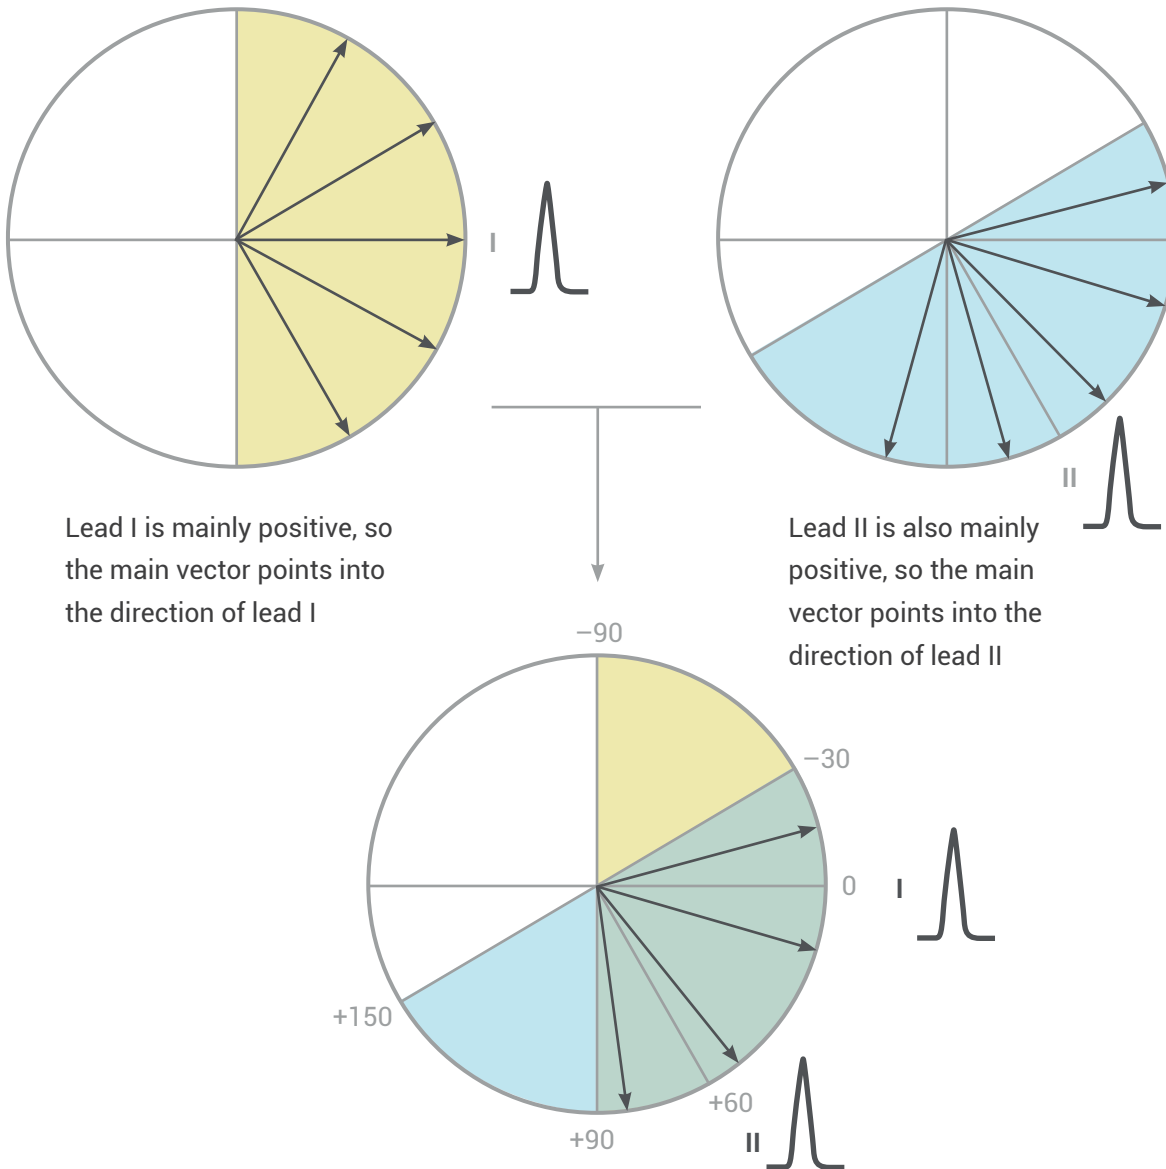 I
II
Lead I is mainly positive, so
the main vector points into
the direction of lead I
Lead II is also mainly
positive, so the main
vector points into the
direction of lead II
–90
–30
0
I
+150
+60
+90
II